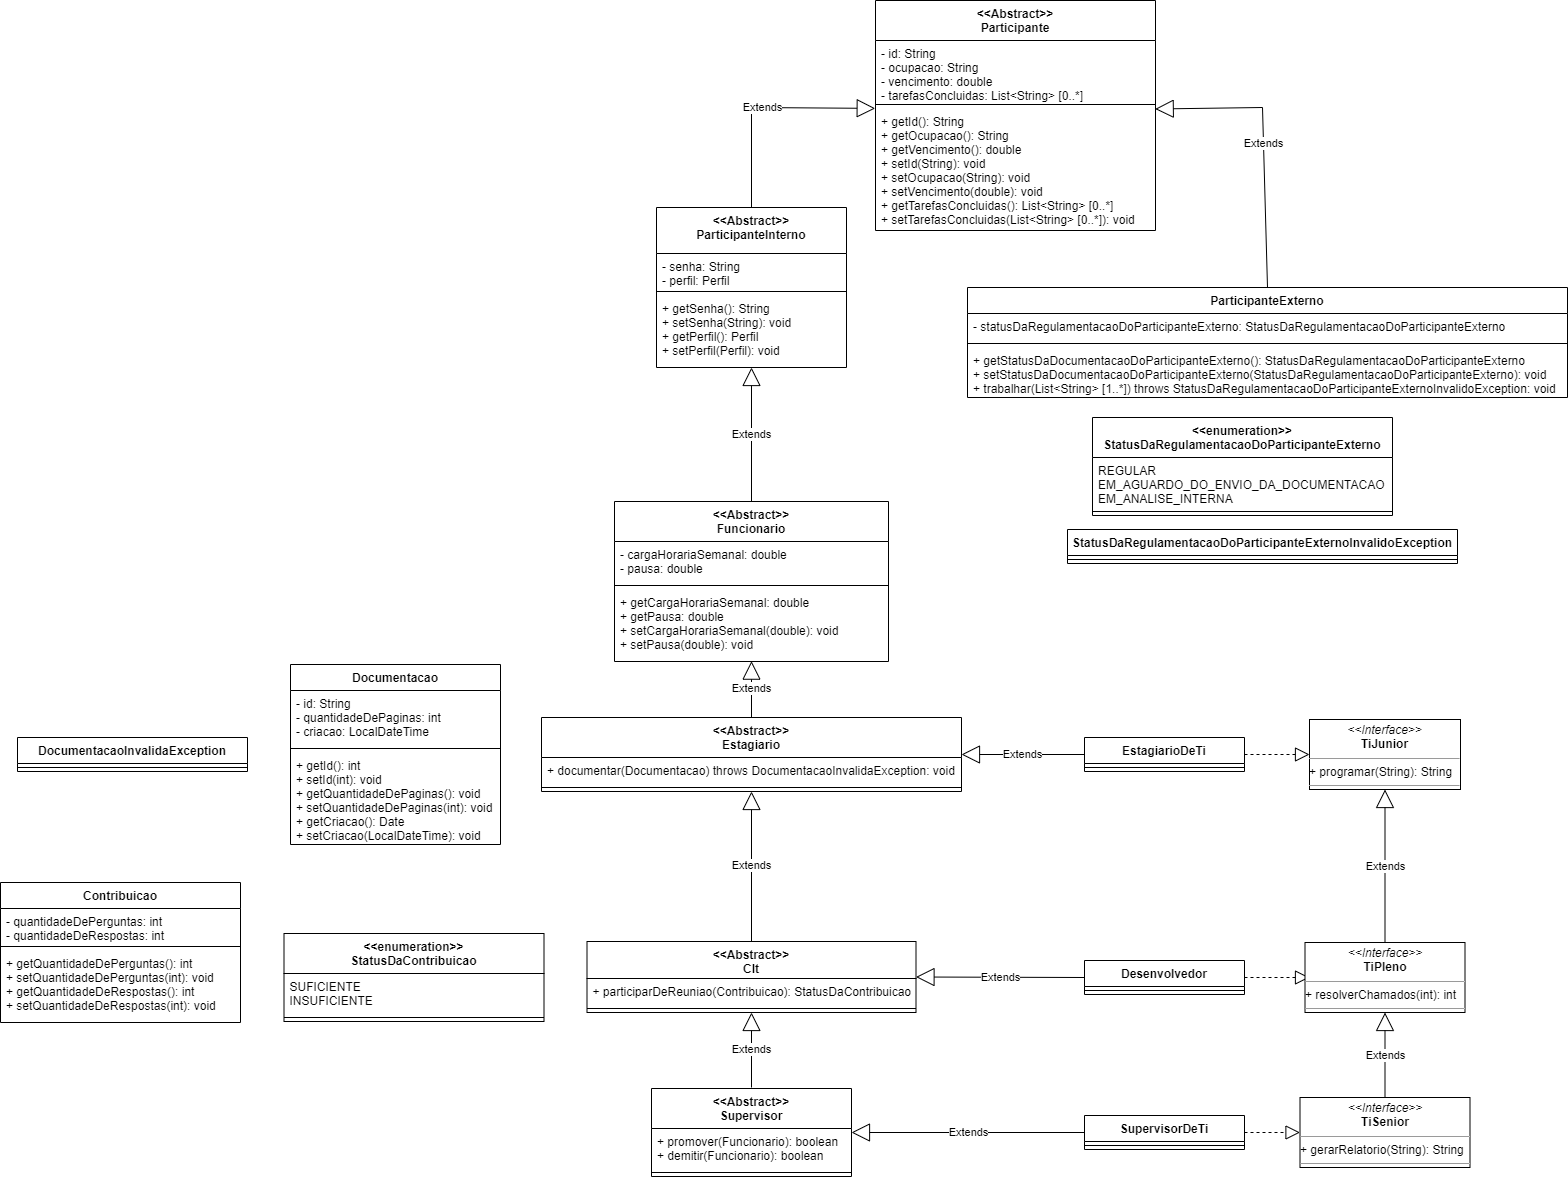 <<Abstract>>
Participante
- id: String
- ocupacao: String
- vencimento: double
- tarefasConcluidas: List<String> [0..*]
+ getId(): String
+ getOcupacao(): String
+ getVencimento(): double
+ setId(String): void
+ setOcupacao(String): void
+ setVencimento(double): void
+ getTarefasConcluidas(): List<String> [0..*]
+ setTarefasConcluidas(List<String> [0..*]): void
Extends
Extends
<<Abstract>>
ParticipanteInterno
- senha: String
- perfil: Perfil
+ getSenha(): String
+ setSenha(String): void
+ getPerfil(): Perfil
+ setPerfil(Perfil): void
ParticipanteExterno
- statusDaRegulamentacaoDoParticipanteExterno: StatusDaRegulamentacaoDoParticipanteExterno
+ getStatusDaDocumentacaoDoParticipanteExterno(): StatusDaRegulamentacaoDoParticipanteExterno
+ setStatusDaDocumentacaoDoParticipanteExterno(StatusDaRegulamentacaoDoParticipanteExterno): void
+ trabalhar(List<String> [1..*]) throws StatusDaRegulamentacaoDoParticipanteExternoInvalidoException: void
<<enumeration>>
StatusDaRegulamentacaoDoParticipanteExterno
REGULAR
EM_AGUARDO_DO_ENVIO_DA_DOCUMENTACAO
EM_ANALISE_INTERNA
StatusDaRegulamentacaoDoParticipanteExternoInvalidoException
Extends
<<Abstract>>
Funcionario
- cargaHorariaSemanal: double
- pausa: double
+ getCargaHorariaSemanal: double
+ getPausa: double
+ setCargaHorariaSemanal(double): void
+ setPausa(double): void
Extends
Documentacao
- id: String
- quantidadeDePaginas: int
- criacao: LocalDateTime
+ getId(): int
+ setId(int): void
+ getQuantidadeDePaginas(): void
+ setQuantidadeDePaginas(int): void
+ getCriacao(): Date
+ setCriacao(LocalDateTime): void
DocumentacaoInvalidaException
<<Abstract>>
Estagiario
+ documentar(Documentacao) throws DocumentacaoInvalidaException: void
Extends
EstagiarioDeTi
<<Interface>>
TiJunior
+ programar(String): String
Extends
Extends
Contribuicao
- quantidadeDePerguntas: int
- quantidadeDeRespostas: int
+ getQuantidadeDePerguntas(): int
+ setQuantidadeDePerguntas(int): void
+ getQuantidadeDeRespostas(): int
+ setQuantidadeDeRespostas(int): void
<<enumeration>>
StatusDaContribuicao
SUFICIENTE
INSUFICIENTE
<<Abstract>>
Clt
+ participarDeReuniao(Contribuicao): StatusDaContribuicao
Extends
Desenvolvedor
<<Interface>>
TiPleno
+ resolverChamados(int): int
Extends
Extends
<<Abstract>>
Supervisor
+ promover(Funcionario): boolean
+ demitir(Funcionario): boolean
Extends
SupervisorDeTi
<<Interface>>
TiSenior
+ gerarRelatorio(String): String